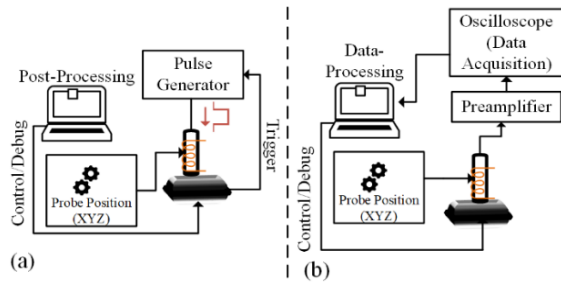 Post-Processing
Pulse
Generator
Control/Debug
Trigger
Probe Position
(XYZ)
(a)
Data-
Processing
Oscilloscope
(Data
Acquisition)
Preamplifier
Control/Debug
Probe Position
(XYZ)
(b)